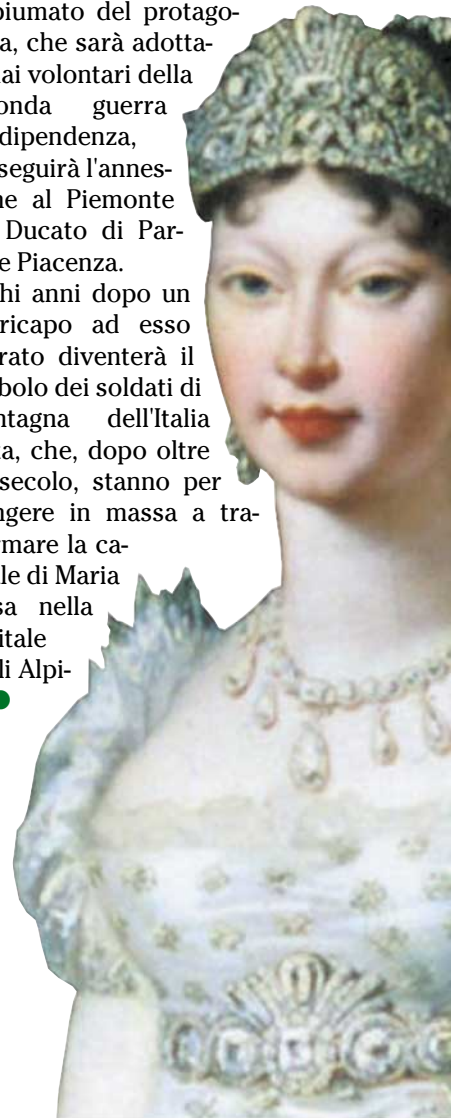 piumato del protago-
a, che sarà adotta-
ai volontari della
onda guerra
dipendenza,
seguirà l'annes-
ne al Piemonte
Ducato di Par-
e Piacenza.
hi anni dopo un
ricapo ad esso
rato diventerà il
bolo dei soldati di
ntagna dell'Italia
ta, che, dopo oltre
secolo, stanno per
ngere in massa a tra-
rmare la ca-
le di Maria
sa nella
itale
li Alpi-